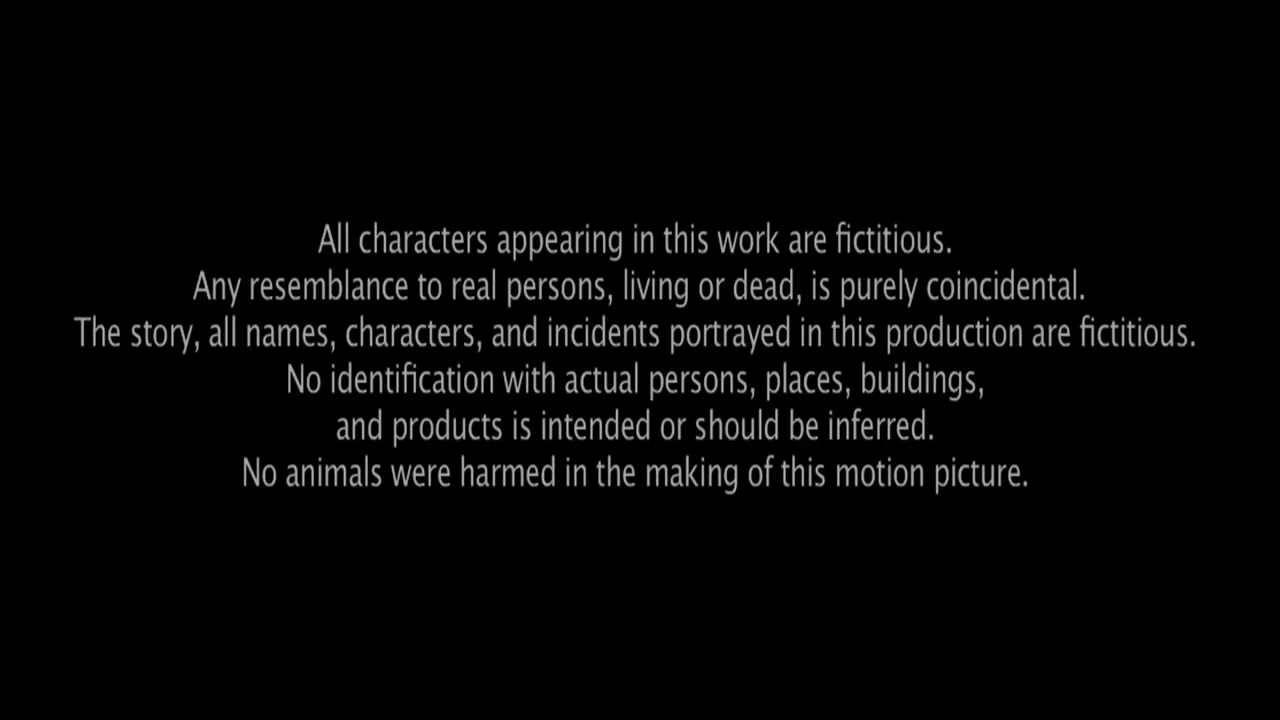 All characters appearing in this work are fictitious.
Any resemblance to real persons, living or dead, is purely coincidental.
The story, all names, characters, and incidents portrayed in this production are fictitious.
No identification with actual persons, places, buildings,
and products is intended or should be inferred.
No animals were harmed in the making of this motion picture.